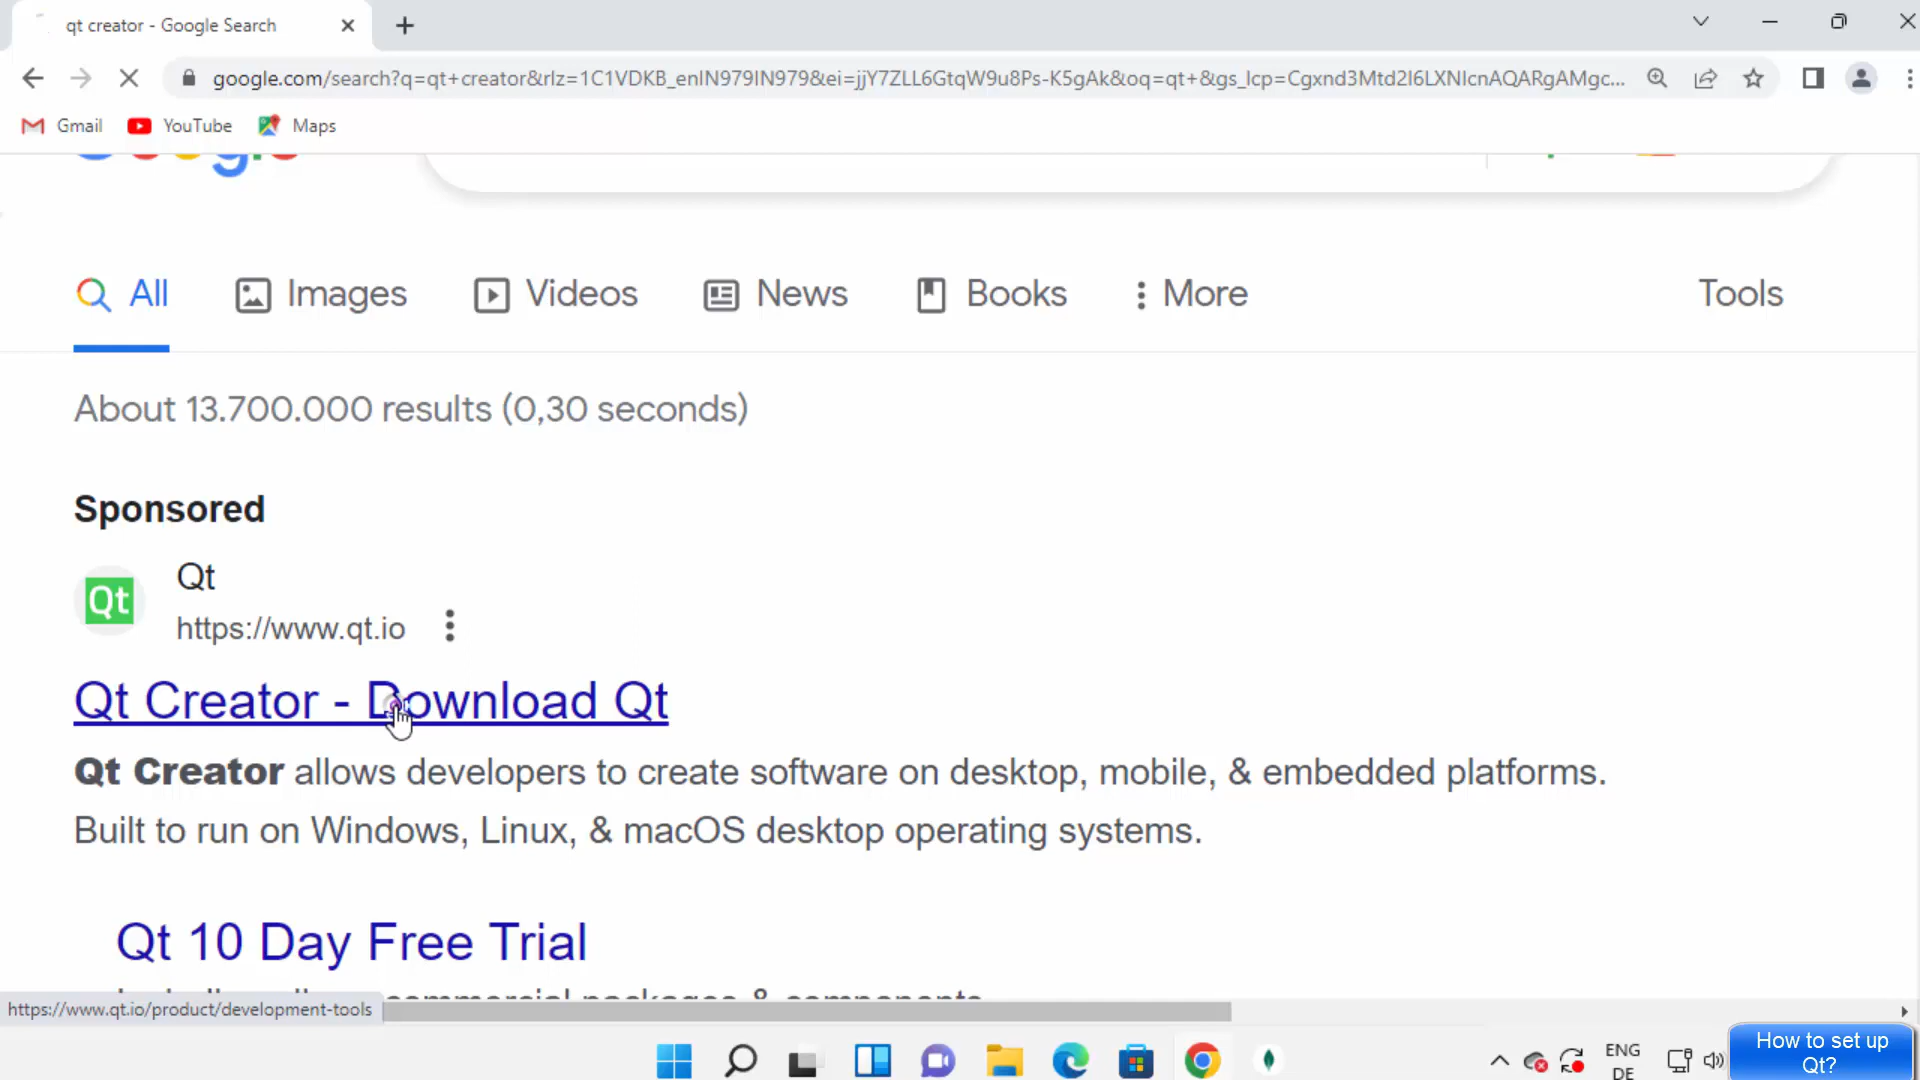 qt creator - Google Search
google.com/search?q=qt+creator&rlz=1C1VDKB_enIN979IN979&ei=jjY7ZLL6GtqW9u8Ps-K5gAk&oq=qt+&gs_lcp=Cgxnd3Mtd2l6LXNlcnAQARgAMgc...
Gmail YouTube Maps
All Images Videos News Books More Tools
About 13.700.000 results (0,30 seconds)
Sponsored
Qt
Qt
https://www.qt.io
Qt Creator - Download Qt
Qt Creator allows developers to create software on desktop, mobile, & embedded platforms.
Built to run on Windows, Linux, & macOS desktop operating systems.
Qt 10 Day Free Trial
commercial packages & components
https://www.qt.io/product/development-tools
ENG
DE
How to set up
Qt?